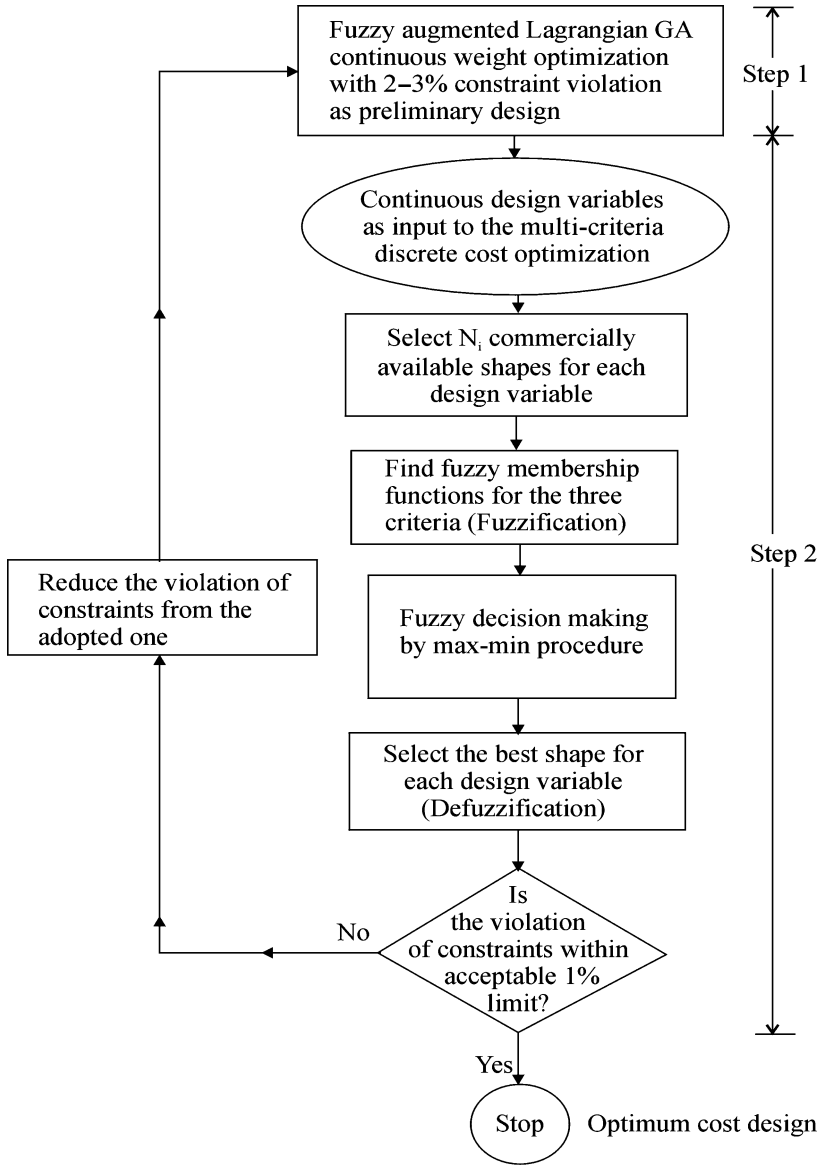 Fuzzy augmented Lagrangian GA
continuous weight optimization
with 2–3% constraint violation
as preliminary design
Step 1
Continuous design variables
as input to the multi-criteria
discrete cost optimization
Select Ni commercially
available shapes for each
design variable
Find fuzzy membership
functions for the three
criteria (Fuzzification)
Step 2
Reduce the violation of
constraints from the
adopted one
Fuzzy decision making
by max-min procedure
Select the best shape for
each design variable
(Defuzzification)
Is
the violation
of constraints within
acceptable 1%
limit?
No
Yes
Stop
Optimum cost design